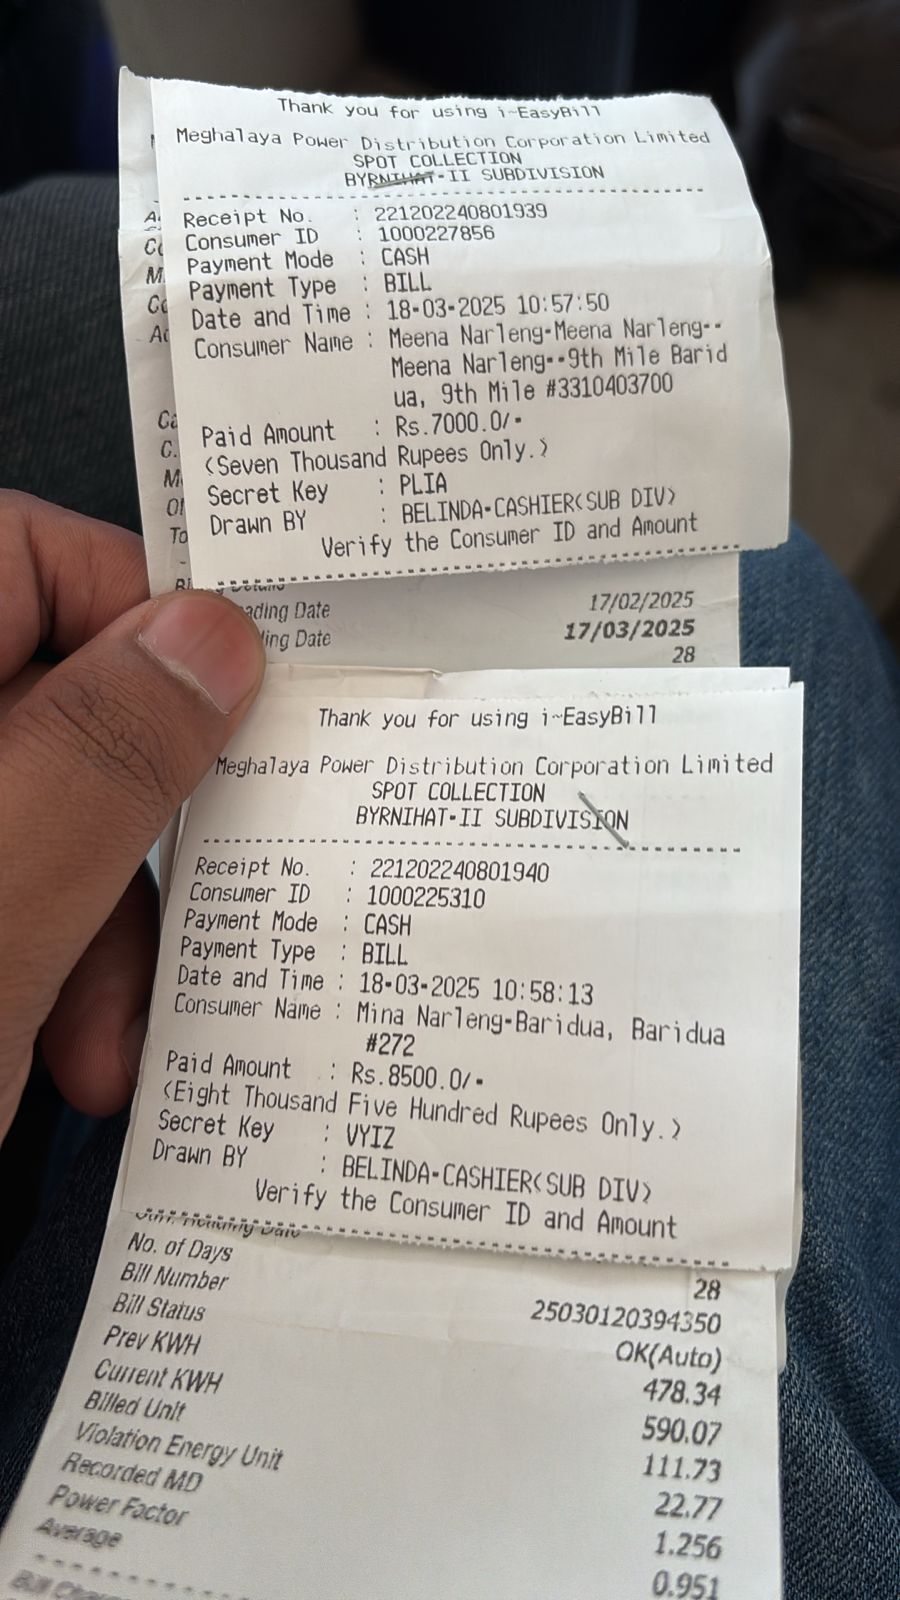 Thank you for using i~EasyBill
Meghalaya Power Distribution Corporation Limited
SPOT COLLECTION
BYRNIHAT-II SUBDIVISION
Receipt No. : 221202240801939
Consumer ID : 1000227856
Payment Mode : CASH
Payment Type : BILL
Date and Time : 18-03-2025 10:57:50
Consumer Name : Meena Narleng-Meena Narleng--
Meena Narleng--9th Mile Barid
ua, 9th Mile #3310403700
Paid Amount : Rs.7000.0/-
(Seven Thousand Rupees Only.)
Secret Key : PLIA
Drawn BY : BELINDA-CASHIER(SUB DIV)
Verify the Consumer ID and Amount
ading Date 17/02/2025
ding Date 17/03/2025
28
Thank you for using i~EasyBill
Meghalaya Power Distribution Corporation Limited
SPOT COLLECTION
BYRNIHAT-II SUBDIVISION
Receipt No. : 221202240801940
Consumer ID : 1000225310
Payment Mode : CASH
Payment Type : BILL
Date and Time : 18-03-2025 10:58:13
Consumer Name : Mina Narleng-Baridua, Baridua
#272
Paid Amount : Rs.8500.0/-
(Eight Thousand Five Hundred Rupees Only.)
Secret Key : VYIZ
Drawn BY : BELINDA-CASHIER(SUB DIV)
Verify the Consumer ID and Amount
No. of Days 28
Bill Number 25030120394350
Bill Status OK(Auto)
Prev KWH 478.34
Current KWH 590.07
Billed Unit 111.73
Violation Energy Unit 22.77
Recorded MD 1.256
Power Factor 0.951
Average